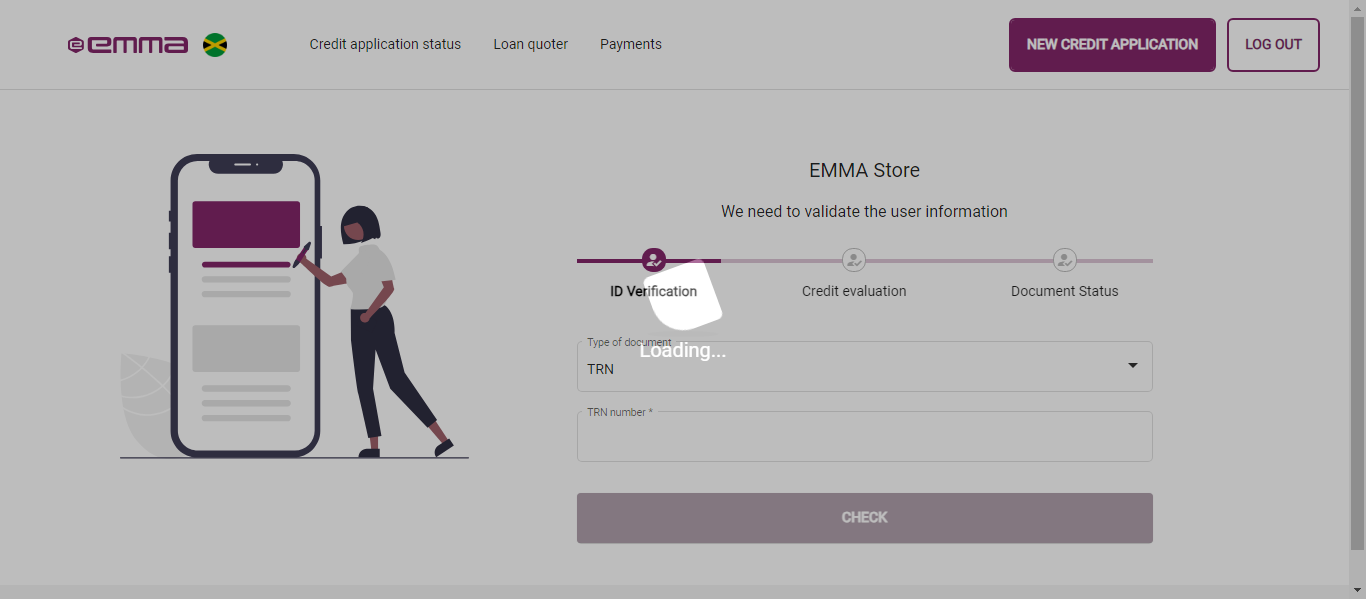 emma
Credit application status
Loan quoter
Payments
NEW CREDIT APPLICATION
LOG OUT
EMMA Store
We need to validate the user information
ID Verification
Credit evaluation
Document Status
Loading...
Type of document
TRN
TRN number *
CHECK